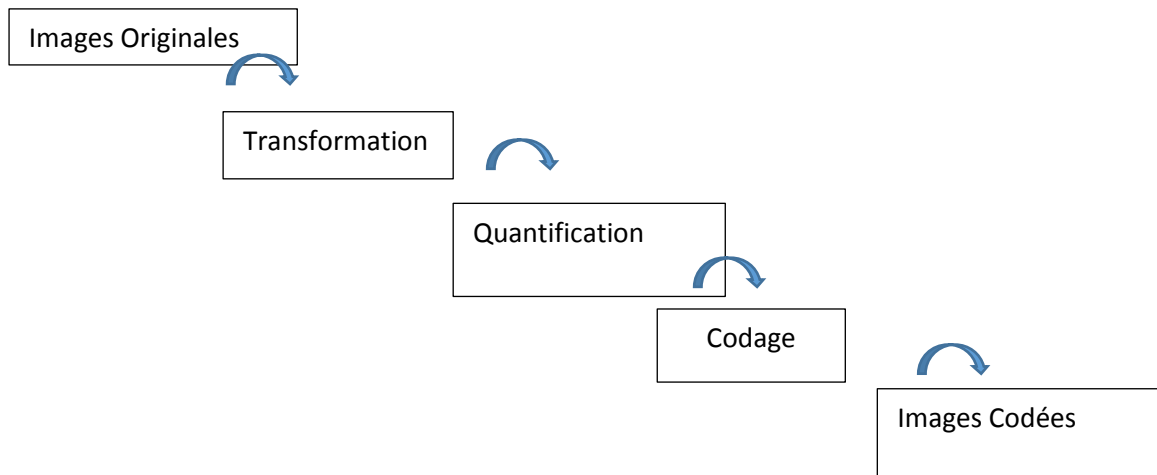 Images Originales
Transformation
Quantification
Codage
Images Codées